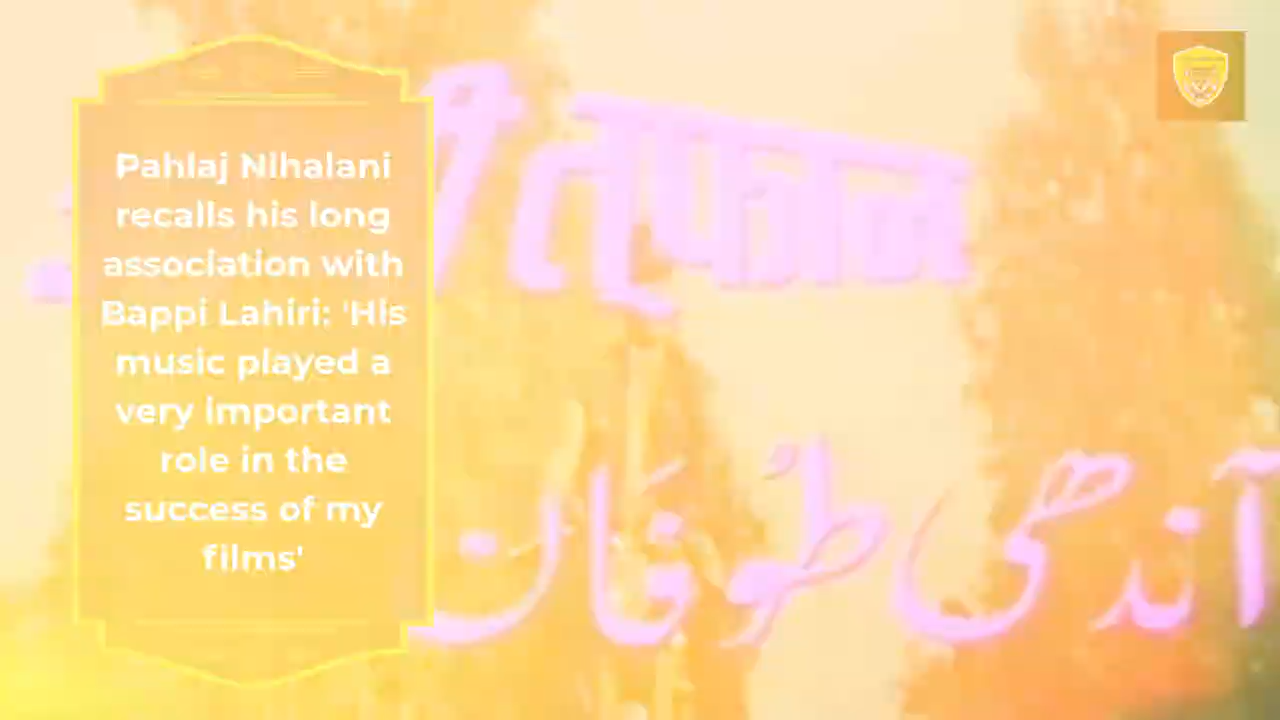 Pahlaj Nihalani
recalls his long
association with
Bappi Lahiri: 'His
music played a
very important
role in the
success of my
films'
तूफान
آندھی طوفان